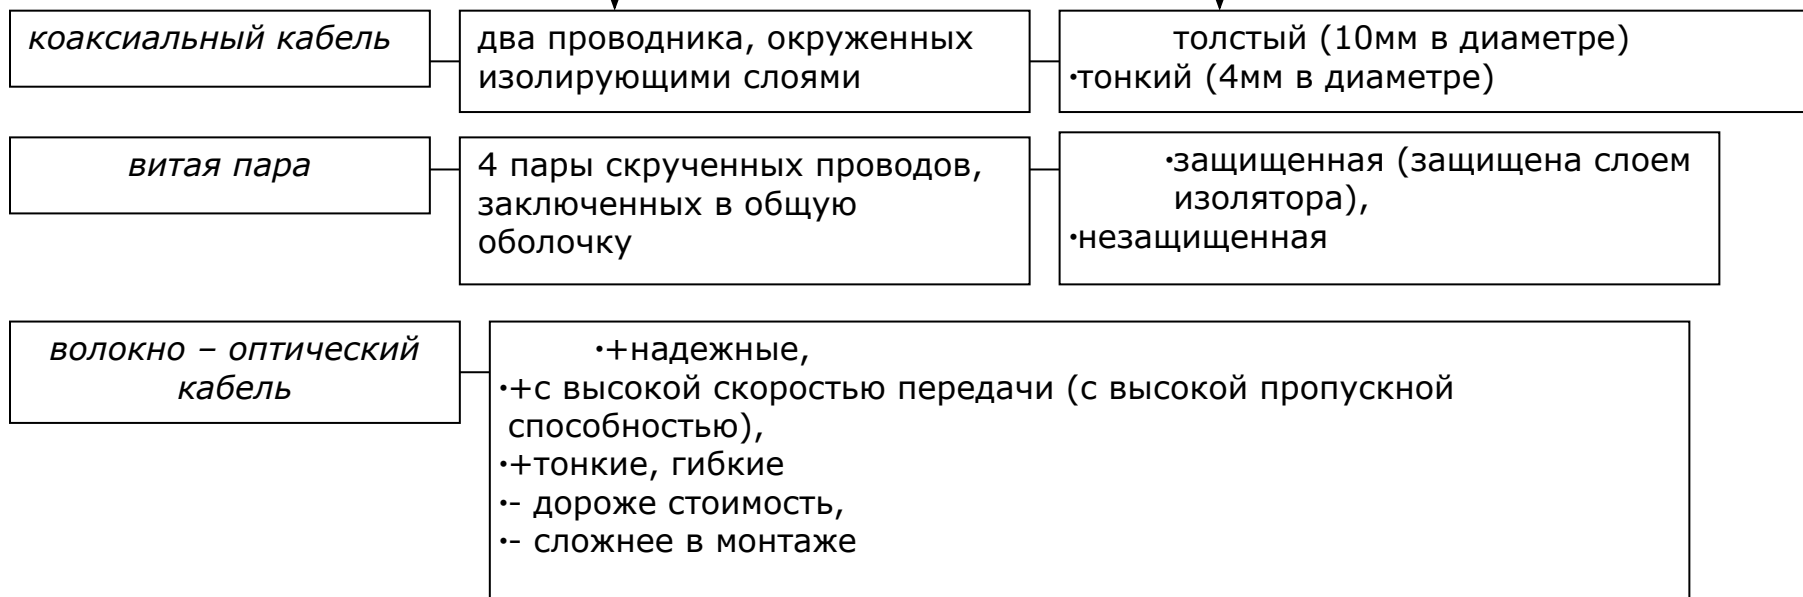 коаксиальный кабель
два проводника, окруженных
изолирующими слоями
толстый (10мм в диаметре)
·тонкий (4мм в диаметре)
витая пара
4 пары скрученных проводов,
заключенных в общую
оболочку
·защищенная (защищена слоем
изолятора),
·незащищенная
волокно – оптический
кабель
·+надежные,
·+с высокой скоростью передачи (с высокой пропускной
способностью),
·+тонкие, гибкие
·- дороже стоимость,
·- сложнее в монтаже